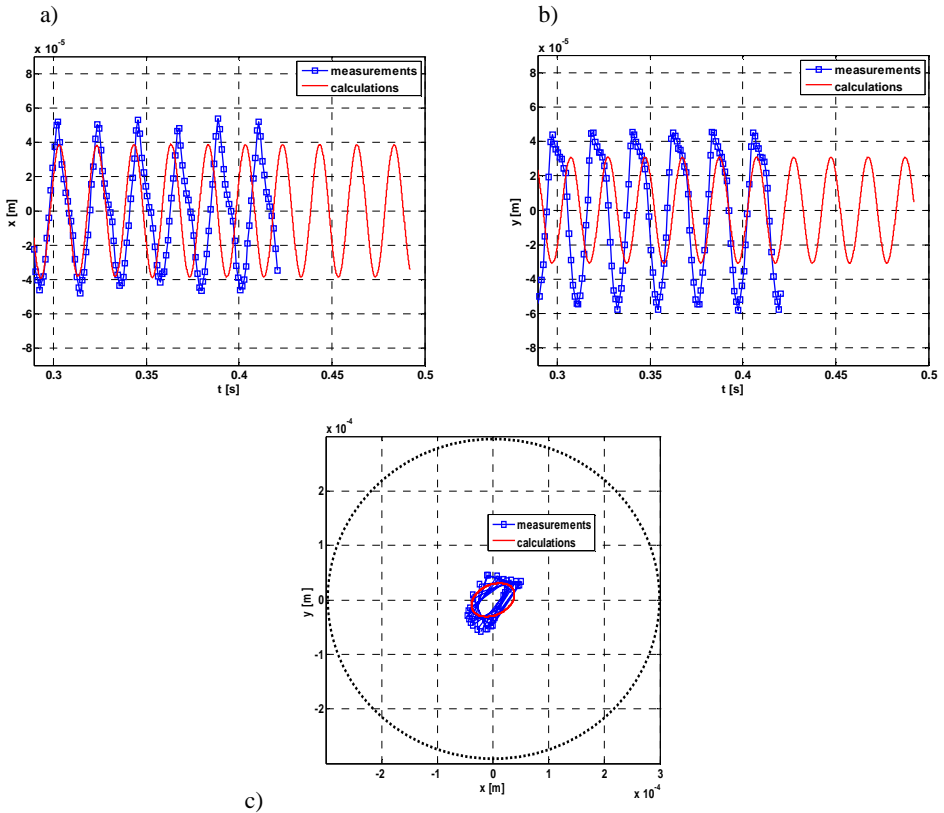 a)
x 10-5
8
6
4
2
0
-2
-4
-6
-8
x [m]
0.3 0.35 0.4 0.45 0.5
t [s]
measurements
calculations
b)
x 10-5
8
6
4
2
0
-2
-4
-6
-8
y [m]
0.3 0.35 0.4 0.45 0.5
t [s]
measurements
calculations
x 10-4
2
1
0
-1
-2
y [m]
measurements
calculations
-2 -1 0 1 2 3
x [m]
x 10-4
c)